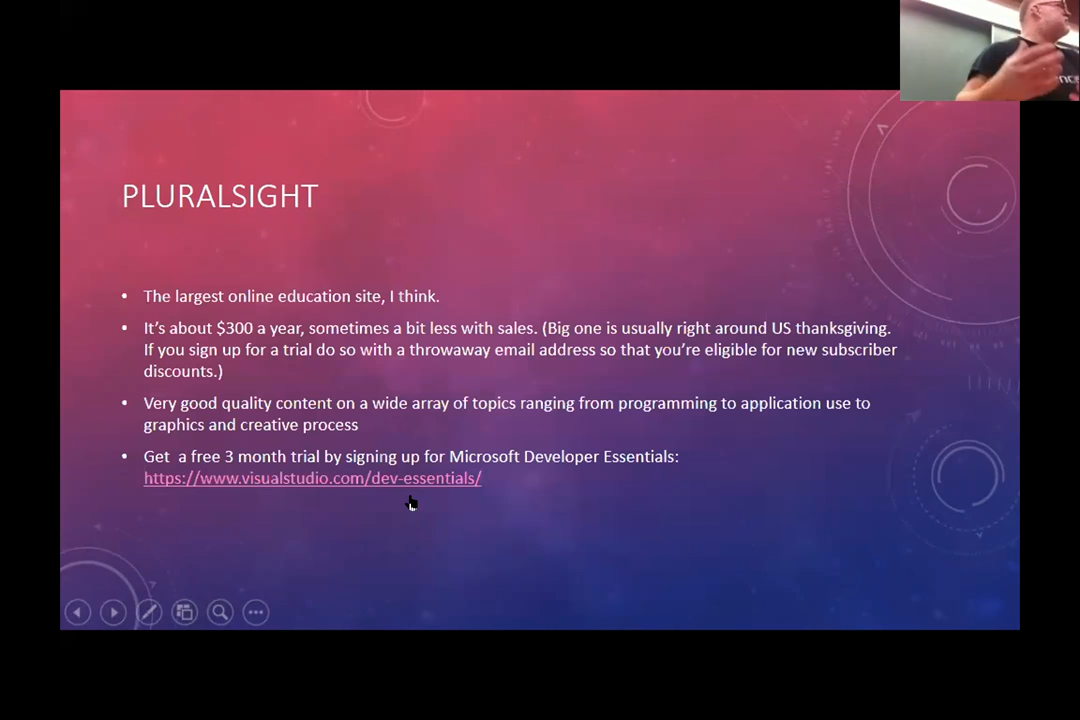 PLURALSIGHT
• The largest online education site, I think.
• It's about $300 a year, sometimes a bit less with sales. (Big one is usually right around US thanksgiving.
If you sign up for a trial do so with a throwaway email address so that you're eligible for new subscriber
discounts.)
• Very good quality content on a wide array of topics ranging from programming to application use to
graphics and creative process
• Get  a free 3 month trial by signing up for Microsoft Developer Essentials:
https://www.visualstudio.com/dev-essentials/